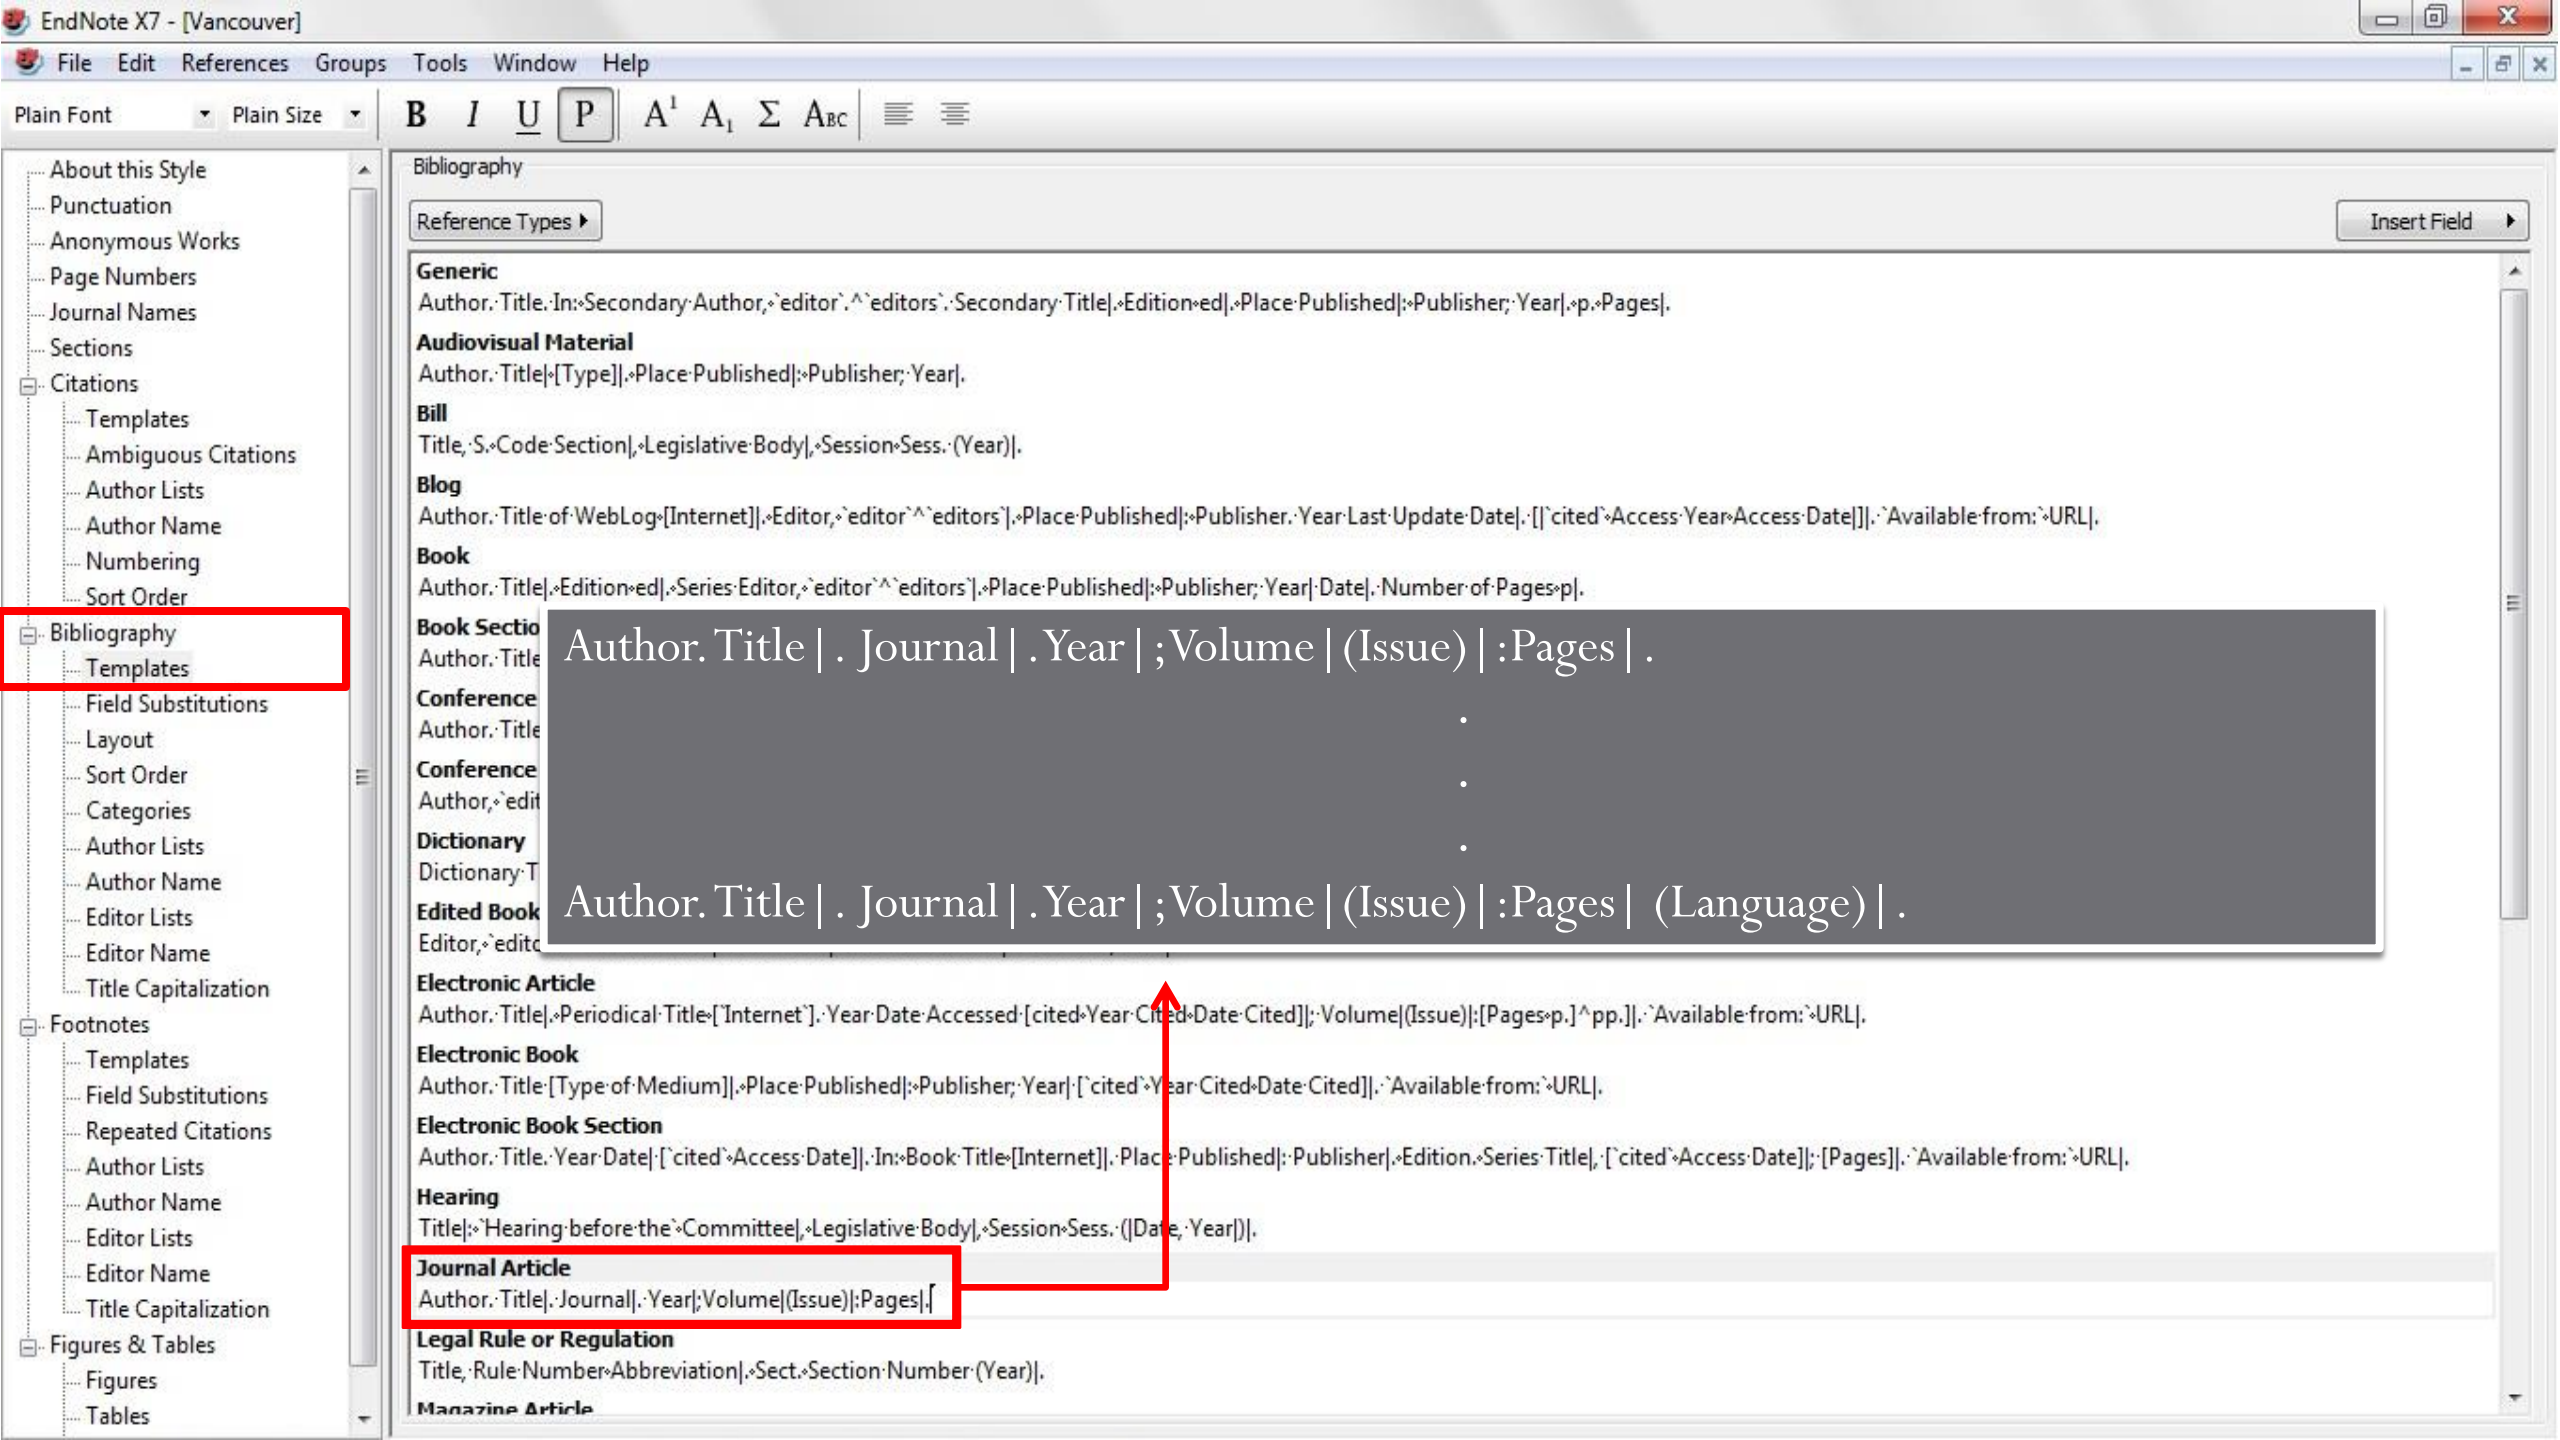 EndNote X7 - [Vancouver]
File Edit References Groups Tools Window Help
Plain Font Plain Size B I U P A¹ A₁ Σ ABC
About this Style
Punctuation
Anonymous Works
Page Numbers
Journal Names
Sections
Citations
Templates
Ambiguous Citations
Author Lists
Author Name
Numbering
Sort Order
Bibliography
Templates
Field Substitutions
Layout
Sort Order
Categories
Author Lists
Author Name
Editor Lists
Editor Name
Title Capitalization
Footnotes
Templates
Field Substitutions
Repeated Citations
Author Lists
Author Name
Editor Lists
Editor Name
Title Capitalization
Figures & Tables
Figures
Tables
Bibliography
Reference Types
Insert Field
Generic
Author.·Title.·In:⋄Secondary·Author,⋄`editor`.^`editors`.·Secondary·Title|.⋄Edition⋄ed|.⋄Place·Published|:⋄Publisher;·Year|.⋄p.⋄Pages|.
Audiovisual Material
Author.·Title|⋄[Type]|.⋄Place·Published|:⋄Publisher;·Year|.
Bill
Title,·S.⋄Code·Section|,⋄Legislative·Body|,⋄Session⋄Sess.·(Year)|.
Blog
Author.·Title·of·WebLog⋄[Internet]|.⋄Editor,⋄`editor`^`editors`|.⋄Place·Published|:⋄Publisher.·Year·Last·Update·Date|.·[|`cited`⋄Access·Year⋄Access·Date|]|.·`Available·from:`⋄URL|.
Book
Author.·Title|.⋄Edition⋄ed|.⋄Series·Editor,⋄`editor`^`editors`|.⋄Place·Published|:⋄Publisher;·Year|·Date|.·Number·of·Pages⋄p|.
Book Sectio
Author.·Title
Conference
Author.·Title
Conference
Author,⋄`edit
Dictionary
Dictionary·T
Edited Book
Editor,⋄`edito
Author. Title|. Journal|. Year|;Volume|(Issue)|:Pages|.
.
.
.
Author. Title|. Journal|. Year|;Volume|(Issue)|:Pages| (Language)|.
Electronic Article
Author.·Title|.⋄Periodical·Title⋄[`Internet`].·Year·Date·Accessed·[cited⋄Year·Cited⋄Date·Cited]|;·Volume|(Issue)|:[Pages⋄p.]^pp.]|.·`Available·from:`⋄URL|.
Electronic Book
Author.·Title·[Type·of·Medium]|.⋄Place·Published|:⋄Publisher;·Year|·[`cited`⋄Year·Cited⋄Date·Cited]|.·`Available·from:`⋄URL|.
Electronic Book Section
Author.·Title.·Year·Date|·[`cited`⋄Access·Date]|.·In:⋄Book·Title⋄[Internet]|.·Place·Published|:·Publisher|.⋄Edition.⋄Series·Title|,·[`cited`⋄Access·Date]|;·[Pages]|.·`Available·from:`⋄URL|.
Hearing
Title|:⋄`Hearing·before·the`⋄Committee|,⋄Legislative·Body|,⋄Session⋄Sess.·(|Date,·Year|)|.
Journal Article
Author.·Title|.·Journal|.·Year|;Volume|(Issue)|:Pages|.
Legal Rule or Regulation
Title,·Rule·Number⋄Abbreviation|.⋄Sect.⋄Section·Number·(Year)|.
Magazine Article